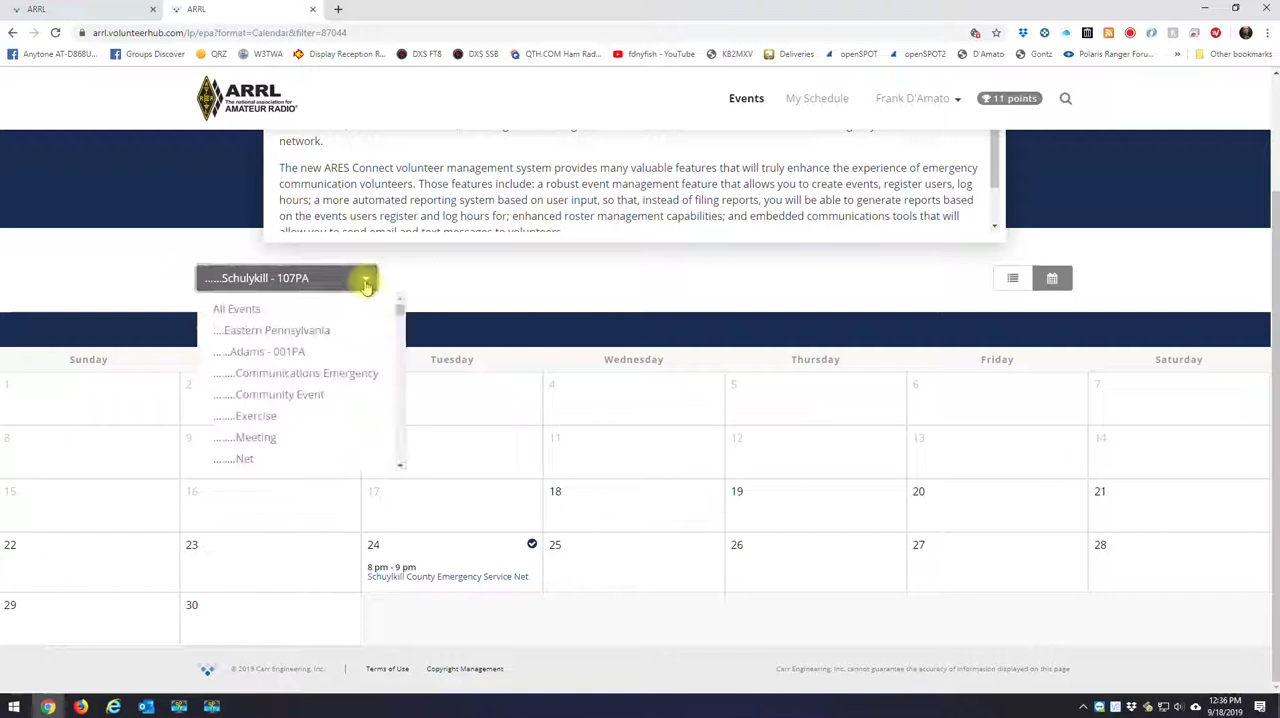 ARRL
ARRL
arrl.volunteerhub.com/lp/epa?format=Calendar&filter=87044
Anytone AT-D868U...
Groups Discover
QRZ
W3TWA
Display Reception R...
DXS FT8
DXS SSB
QTH.COM Ham Rad...
fdnyfish - YouTube
KB2MXV
Deliveries
openSPOT
openSPOT2
D'Amato
Gontz
Polaris Ranger Foru...
»
Other bookmarks
ARRL
The national association for
AMATEUR RADIO®
Events
My Schedule
Frank D'Amato
11 points
network.
The new ARES Connect volunteer management system provides many valuable features that will truly enhance the experience of emergency
communication volunteers. Those features include: a robust event management feature that allows you to create events, register users, log
hours; a more automated reporting system based on user input, so that, instead of filing reports, you will be able to generate reports based
on the events users register and log hours for; enhanced roster management capabilities; and embedded communications tools that will
allow you to send email and text messages to volunteers.
......Schulykill - 107PA
All Events
....Eastern Pennsylvania
......Adams - 001PA
........Communications Emergency
........Community Event
........Exercise
........Meeting
........Net
Sunday
Tuesday
Wednesday
Thursday
Friday
Saturday
1
2
4
5
6
7
8
9
11
12
13
14
15
16
17
18
19
20
21
22
23
24
25
26
27
28
8 pm - 9 pm
Schuylkill County Emergency Service Net
29
30
© 2019 Carr Engineering, Inc.
|
Terms of Use
Copyright Management
Carr Engineering, Inc. cannot guarantee the accuracy of information displayed on this page
12:36 PM
9/18/2019